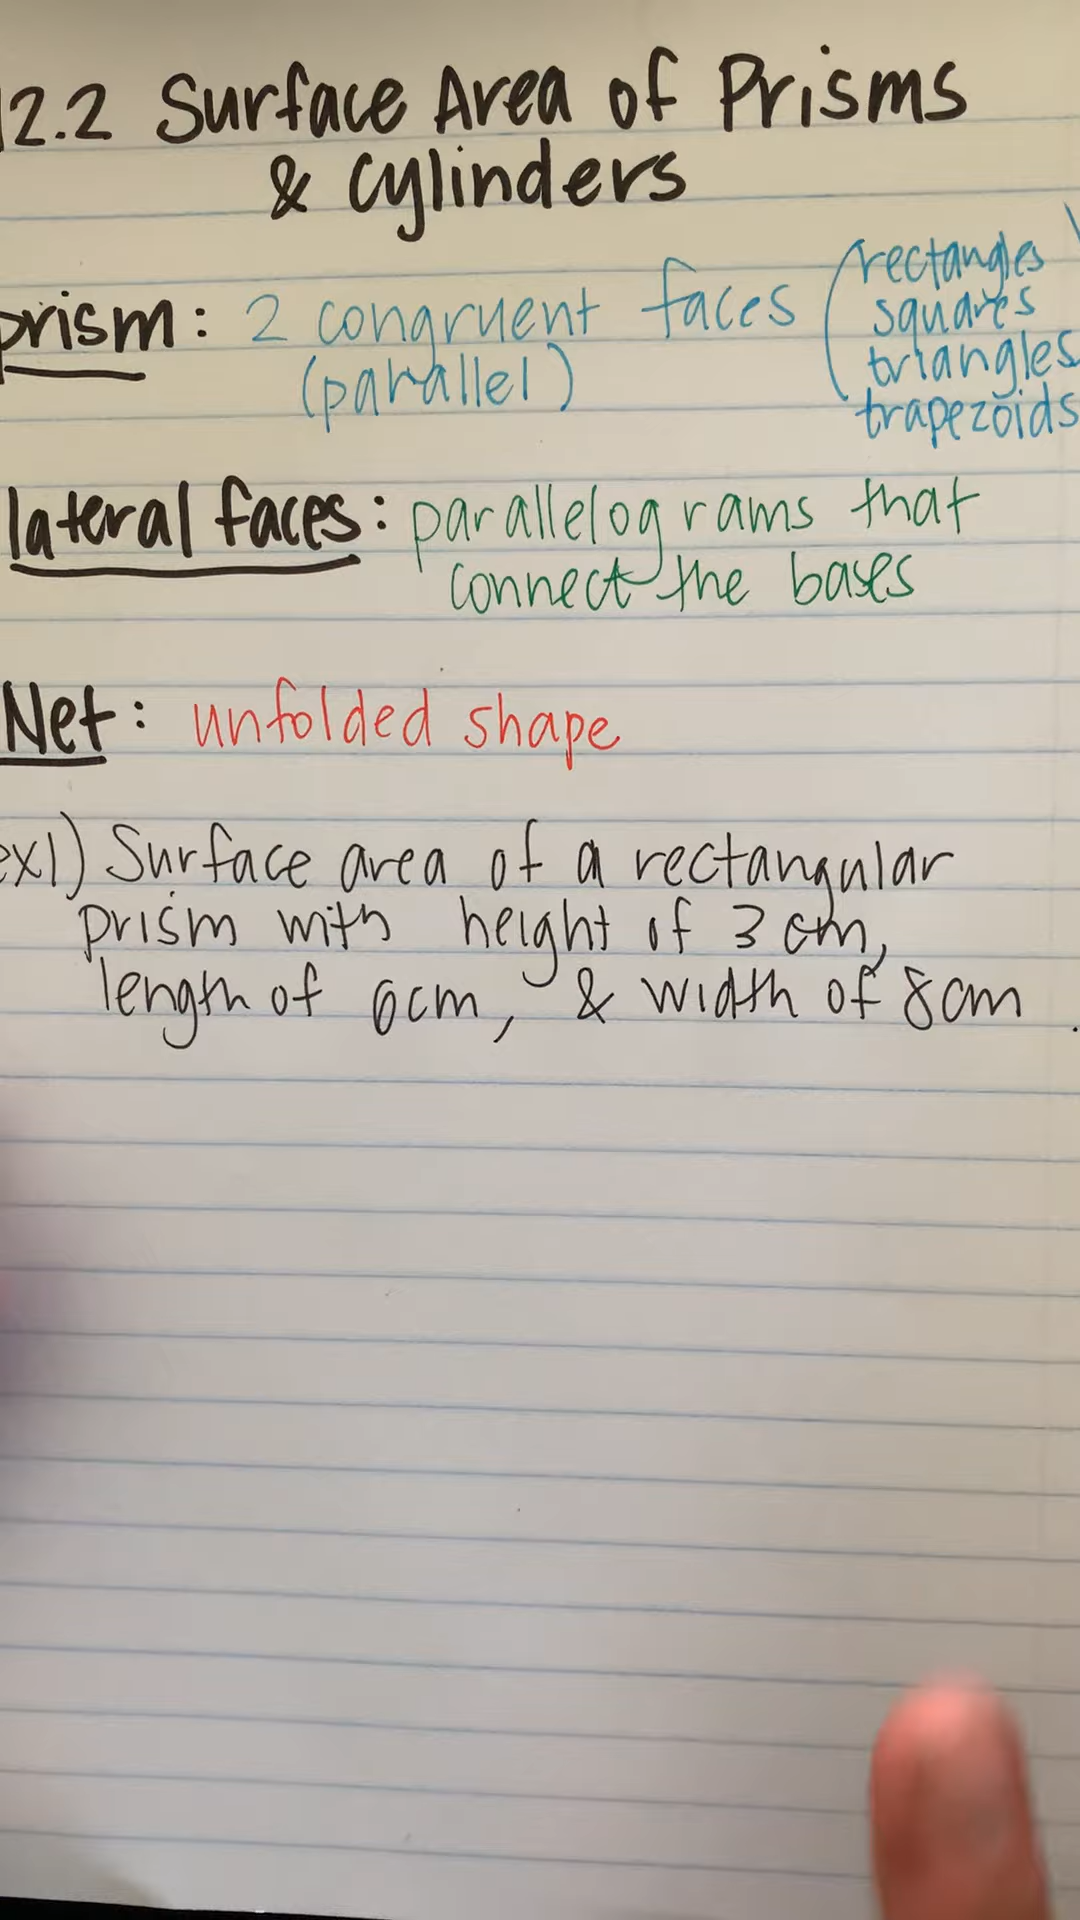 12.2 Surface Area of Prisms
& Cylinders
prism: 2 congruent faces
(parallel)
(rectangles
squares
triangles
trapezoids
lateral faces: parallelograms that
connect the bases
Net: unfolded shape
ex1) Surface area of a rectangular
prism with height of 3 cm,
length of 6cm, & width of 8cm.